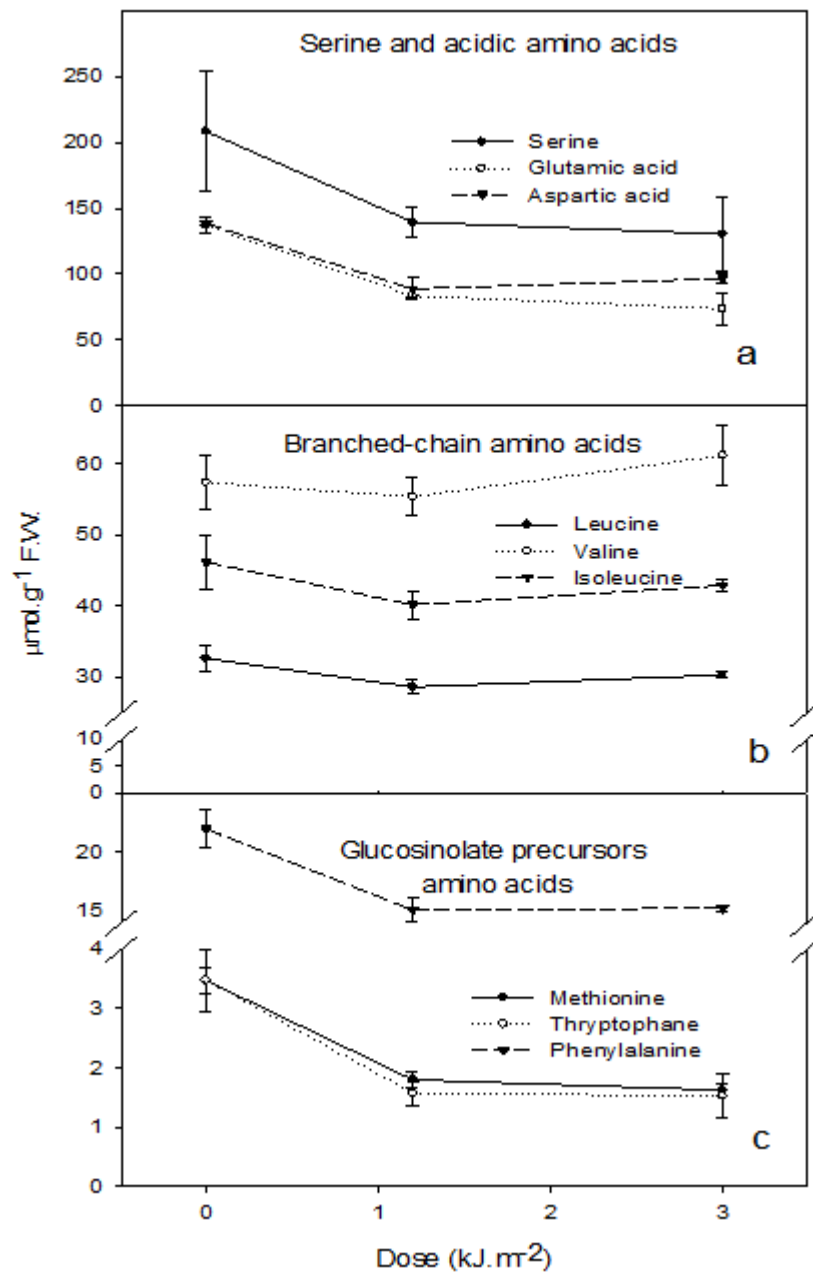 Serine and acidic amino acids
250
200
150
100
50
0
Serine
Glutamic acid
Aspartic acid
a
Branched-chain amino acids
60
50
40
30
10
5
0
Leucine
Valine
Isoleucine
b
µmol.g⁻¹ F.W.
Glucosinolate precursors
amino acids
20
15
4
3
2
1
0
Methionine
Thryptophane
Phenylalanine
c
0 1 2 3
Dose (kJ.m⁻²)